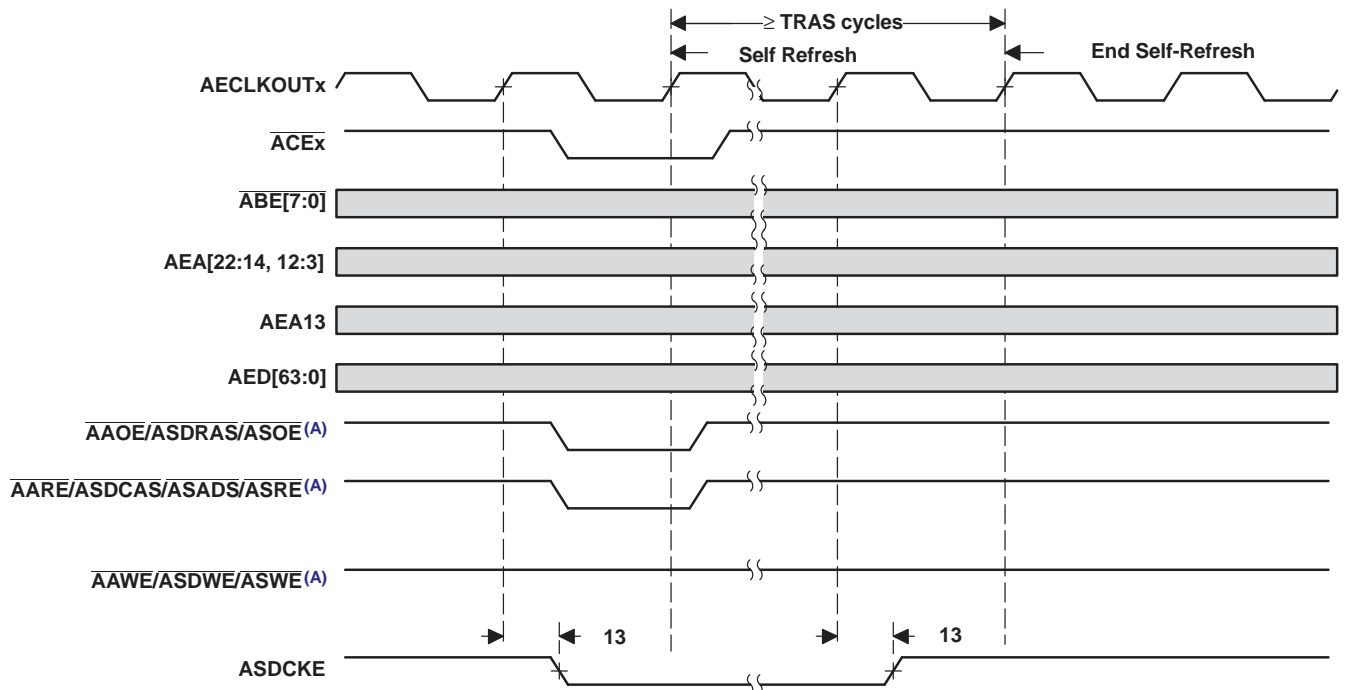 ≥ TRAS cycles
Self Refresh
End Self-Refresh
AECLKOUTx
ACEx
ABE[7:0]
AEA[22:14, 12:3]
AEA13
AED[63:0]
AAOE/ASDRAS/ASOE(A)
AARE/ASDCAS/ASADS/ASRE(A)
AAWE/ASDWE/ASWE(A)
13
13
ASDCKE